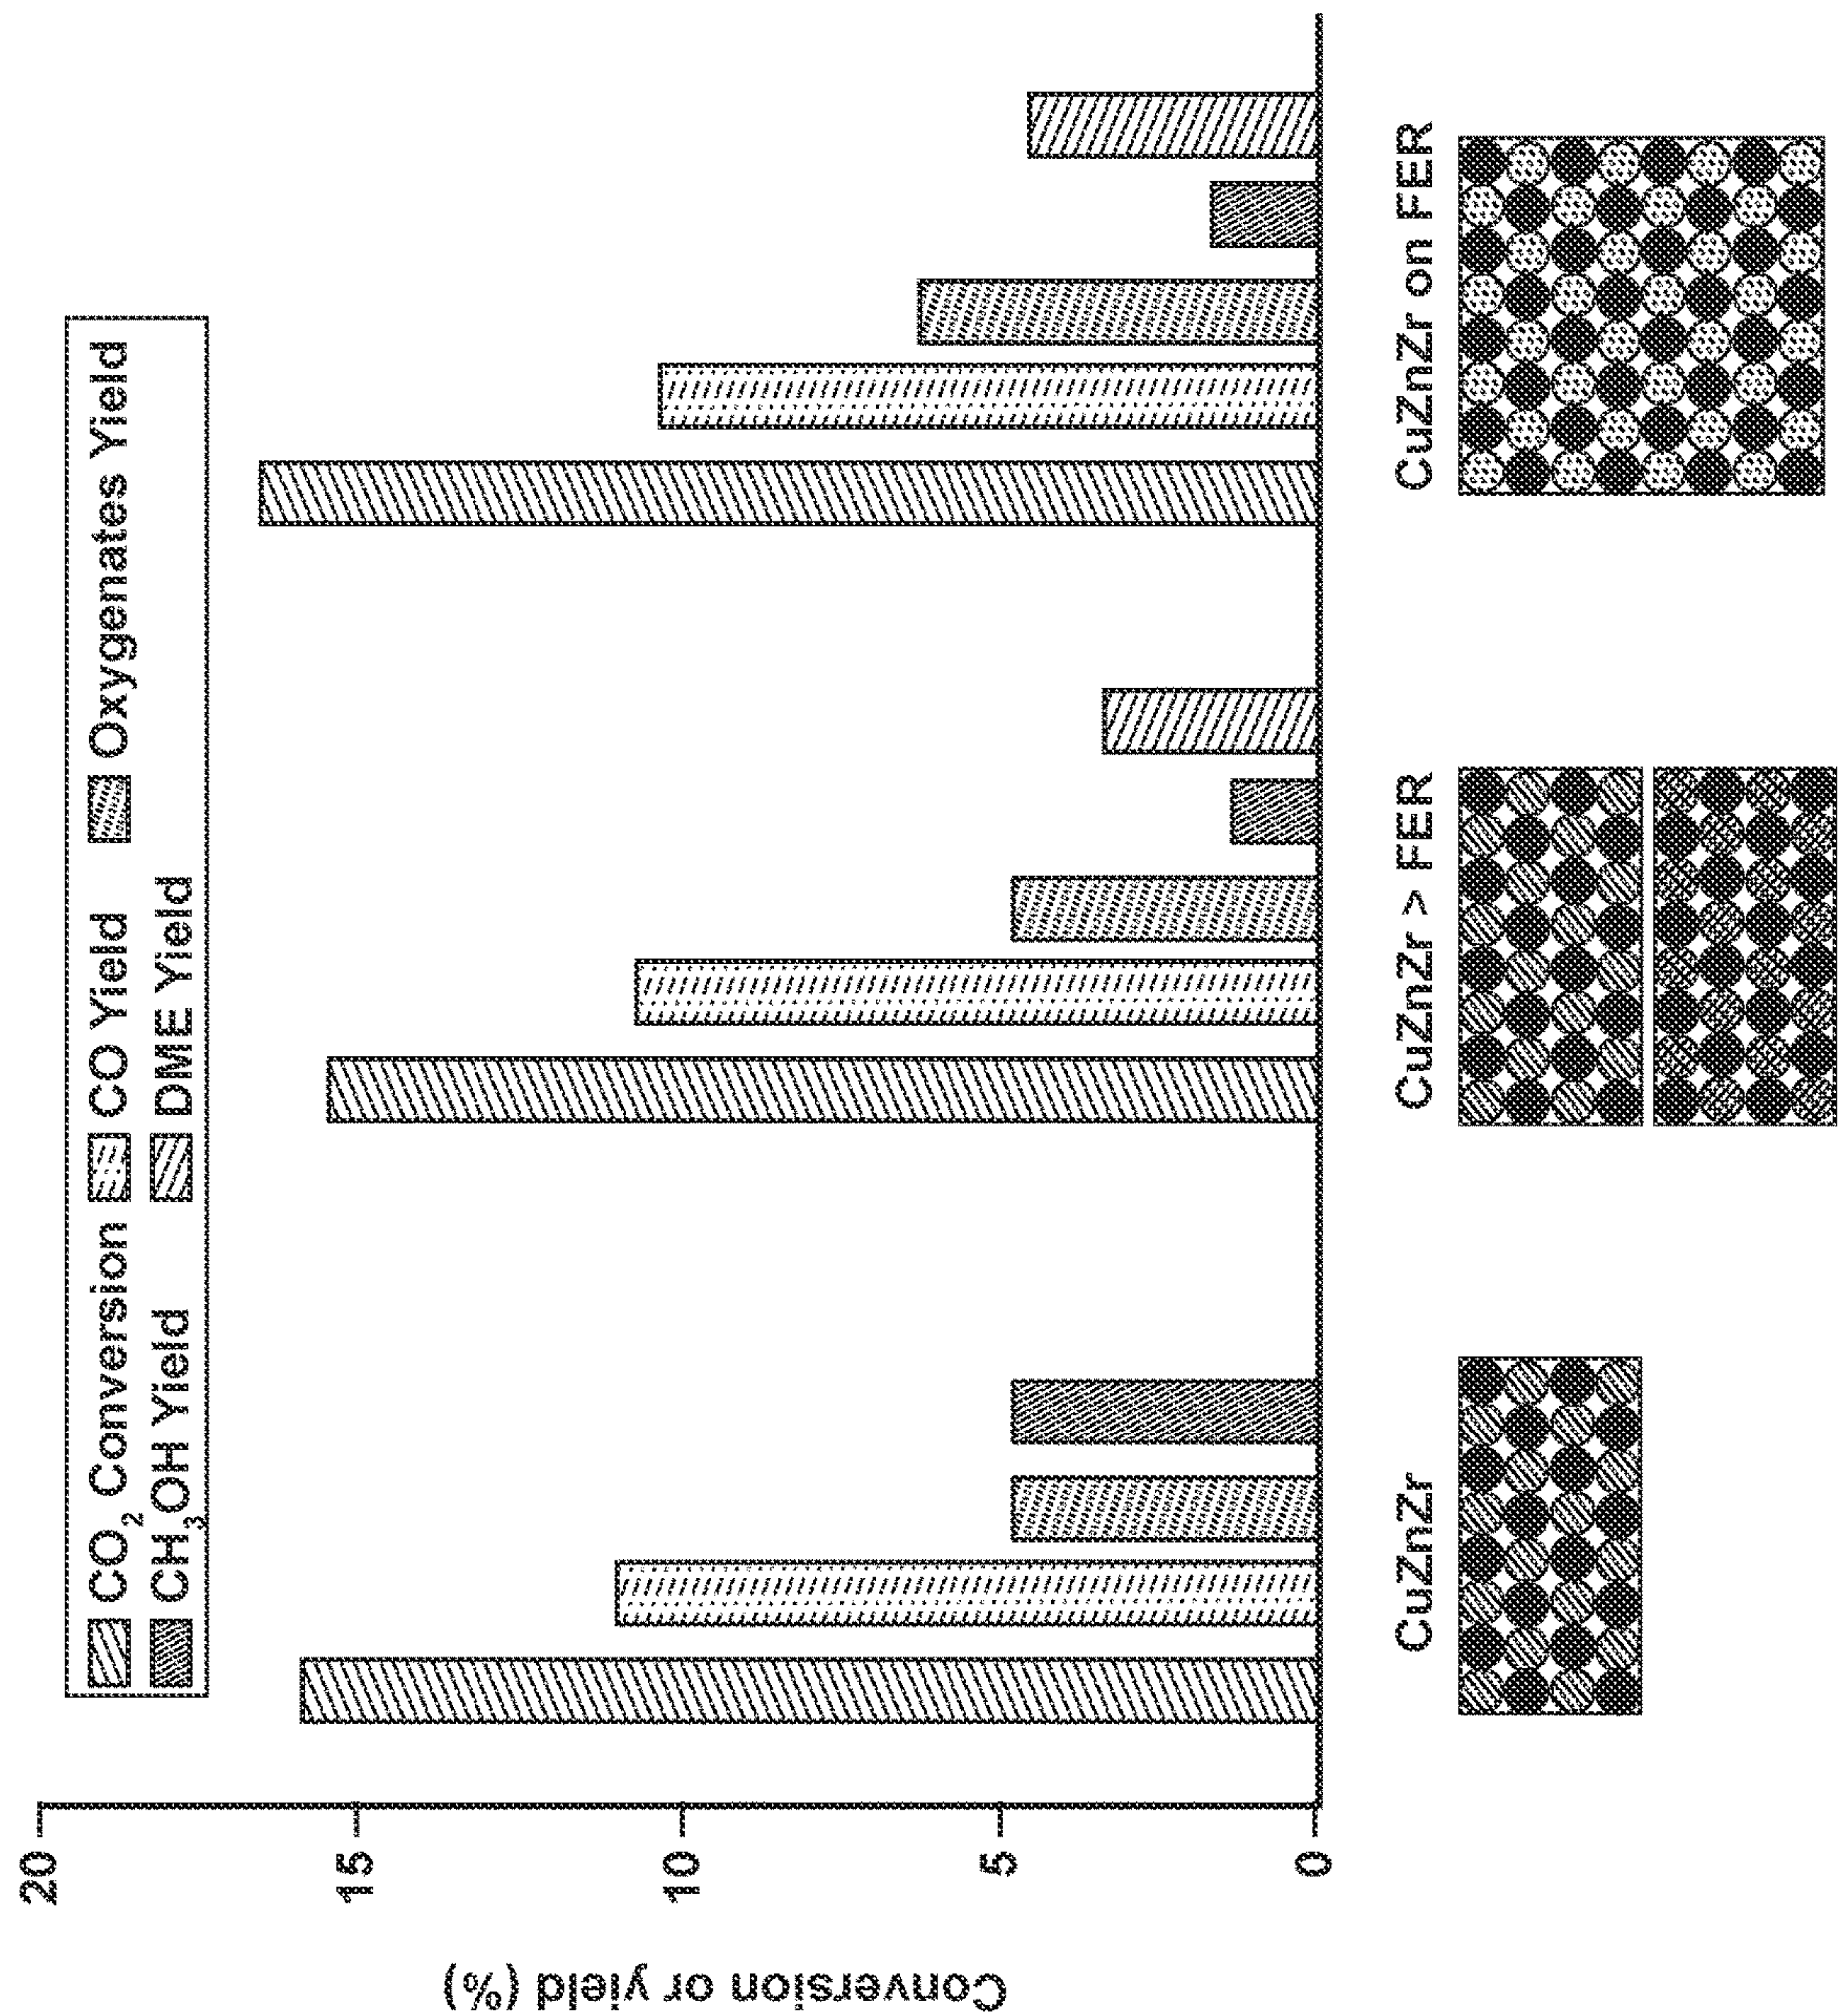 CO2 Conversion CO Yield Oxygenates Yield
CH3OH Yield DME Yield
Conversion or yield (%)
20
15
10
5
0
CuZnZr
CuZnZr > FER
CuZnZr on FER